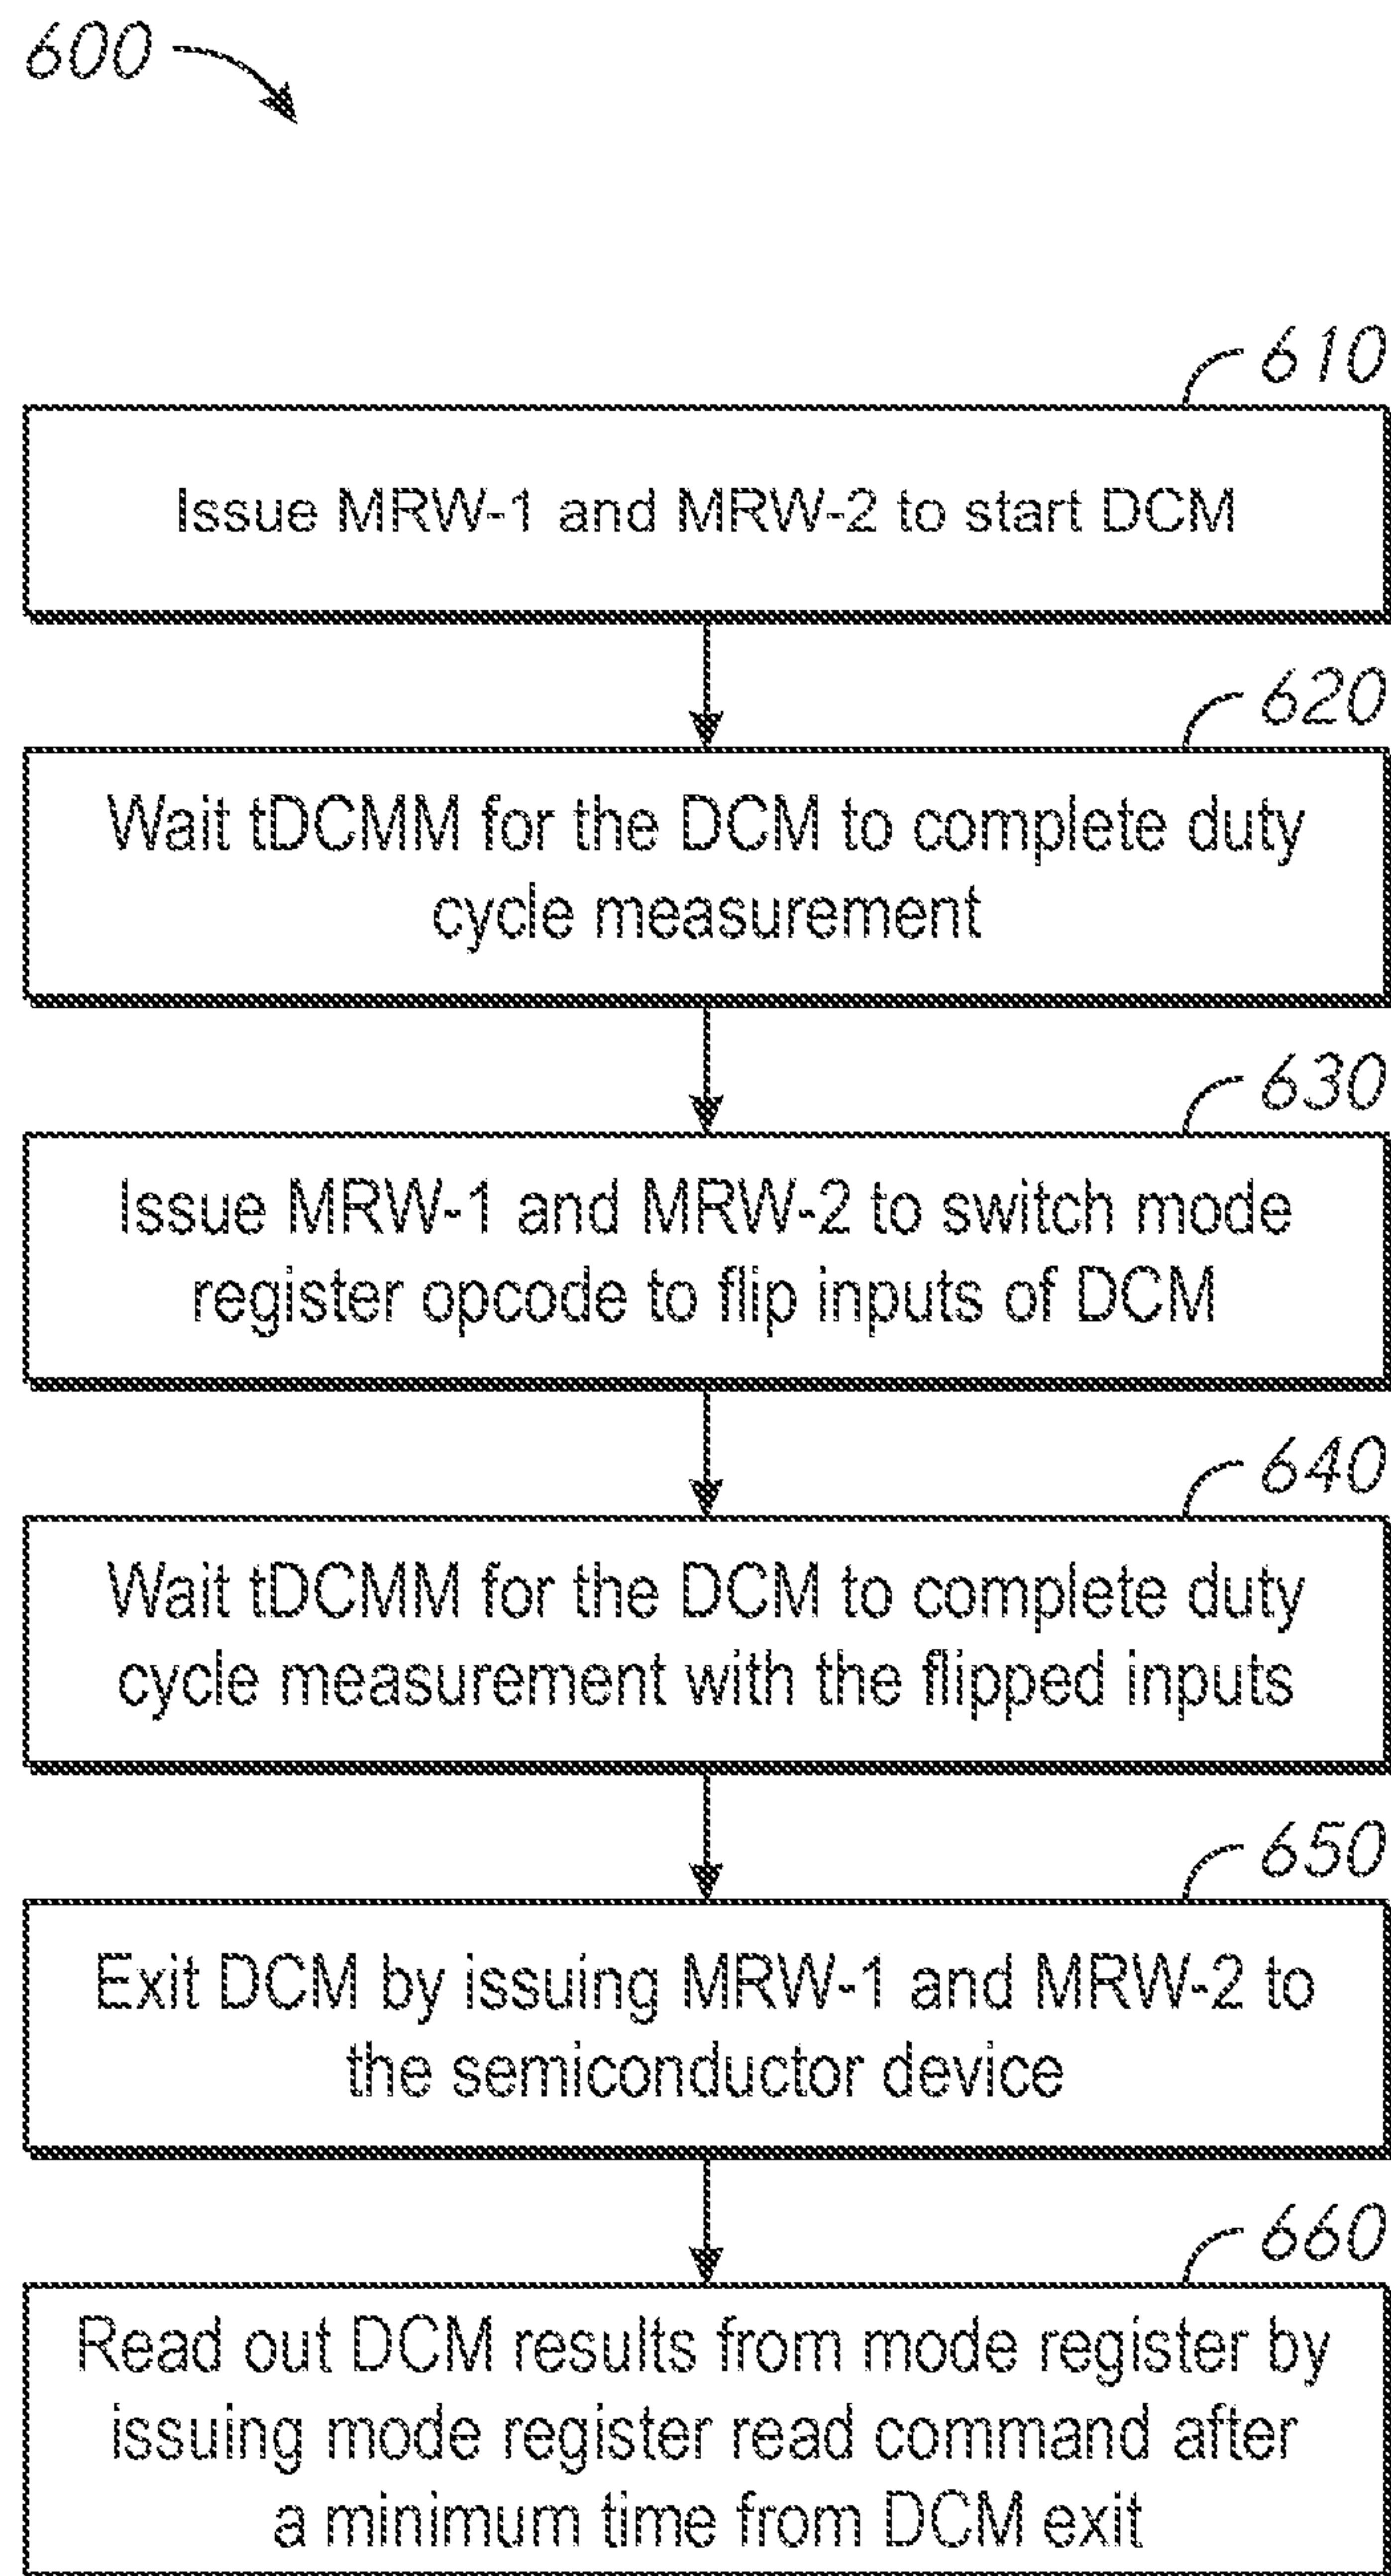 600
610
Issue MRW-1 and MRW-2 to start DCM
620
Wait tDCMM for the DCM to complete duty
cycle measurement
630
Issue MRW-1 and MRW-2 to switch mode
register opcode to flip inputs of DCM
640
Wait tDCMM for the DCM to complete duty
cycle measurement with the flipped inputs
650
Exit DCM by issuing MRW-1 and MRW-2 to
the semiconductor device
660
Read out DCM results from mode register by
issuing mode register read command after
a minimum time from DCM exit